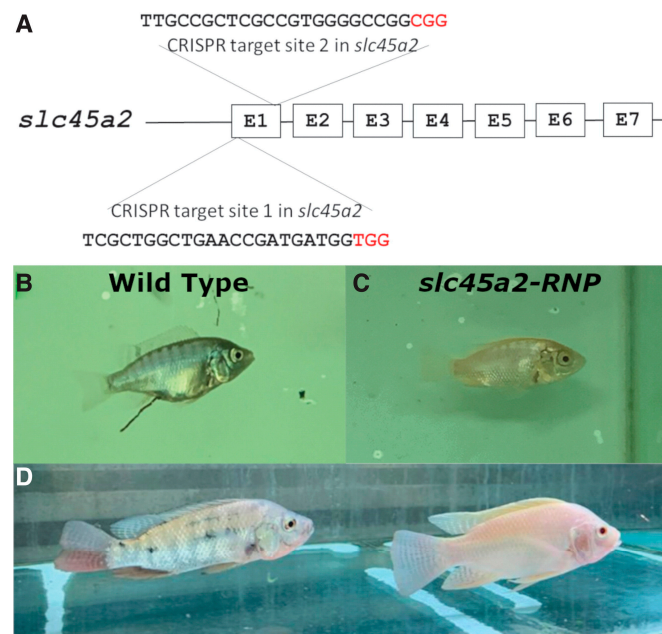 A
TTGCCGCTCGCCGTGGGGCCGGCGG
CRISPR target site 2 in slc45a2
slc45a2
E1 E2 E3 E4 E5 E6 E7
CRISPR target site 1 in slc45a2
TCGCTGGCTGAACCGATGATGGTGG
B Wild Type
C slc45a2-RNP
D